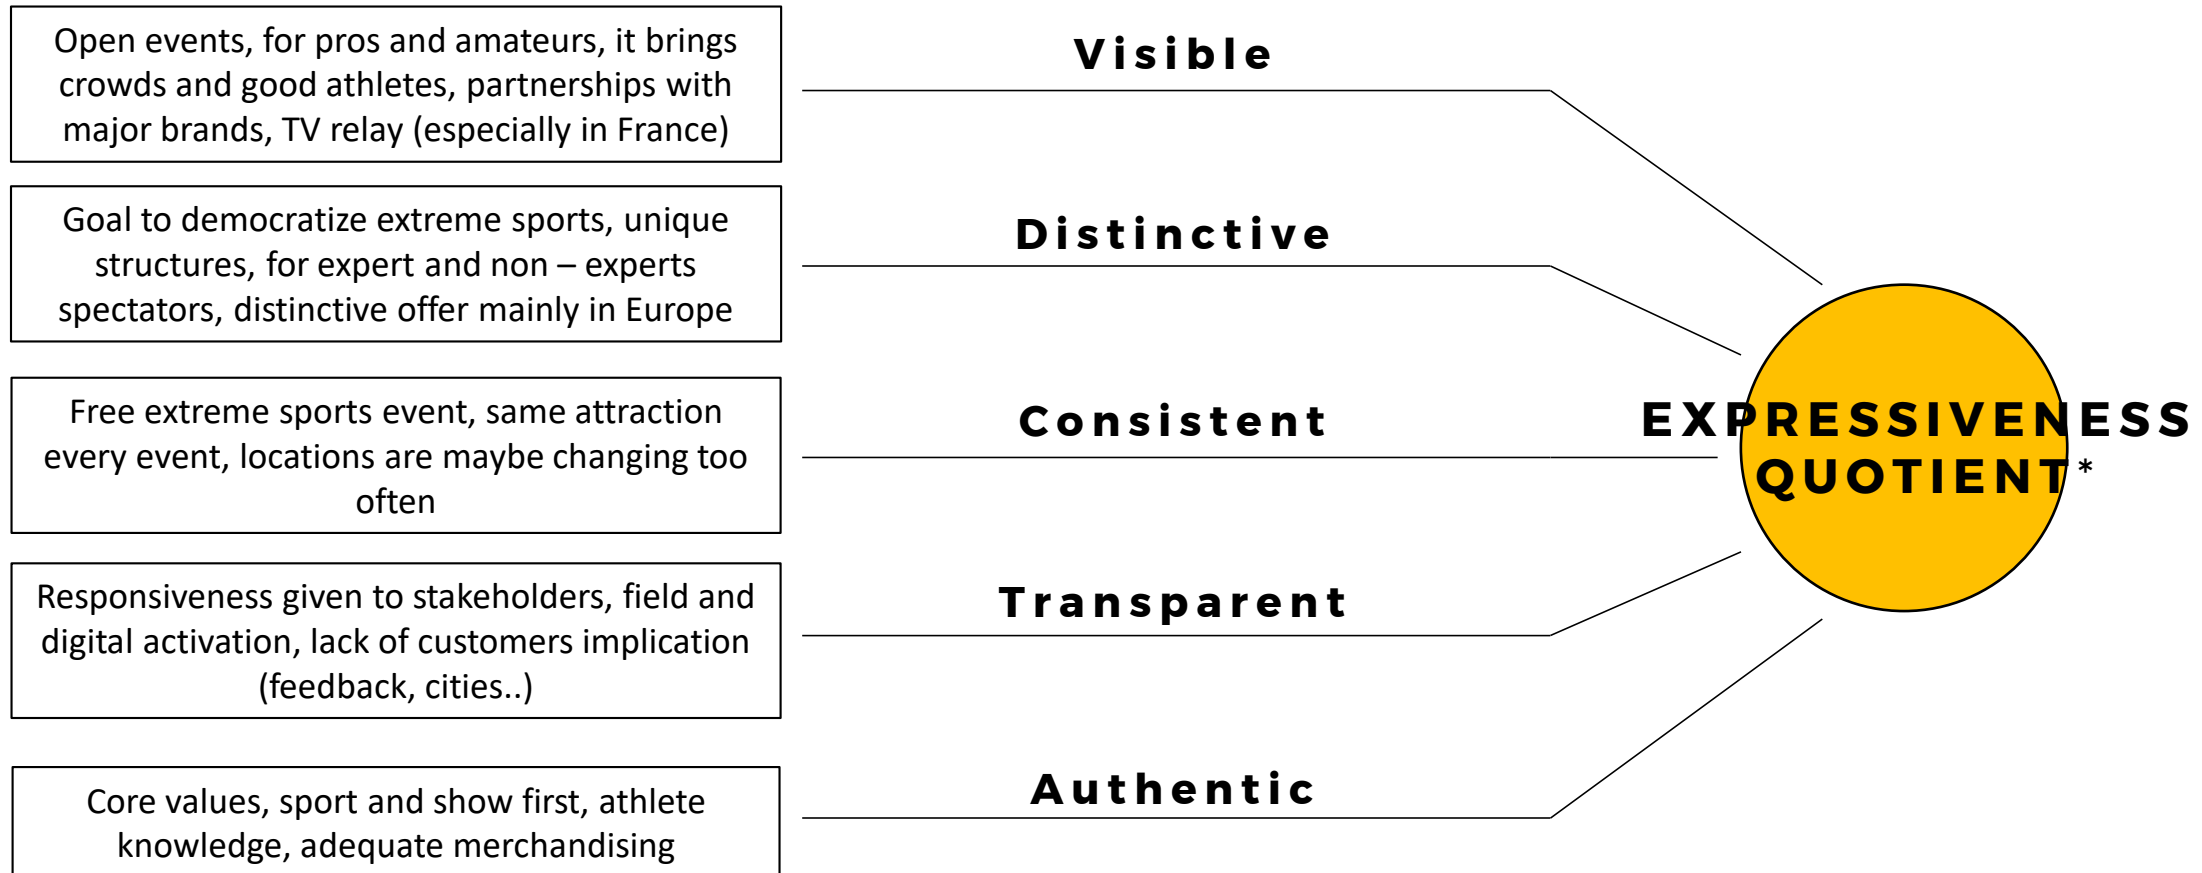 Open events, for pros and amateurs, it brings
crowds and good athletes, partnerships with
major brands, TV relay (especially in France)
Visible
Goal to democratize extreme sports, unique
structures, for expert and non – experts
spectators, distinctive offer mainly in Europe
Distinctive
Free extreme sports event, same attraction
every event, locations are maybe changing too
often
Consistent
EXPRESSIVENESS
QUOTIENT*
Responsiveness given to stakeholders, field and
digital activation, lack of customers implication
(feedback, cities..)
Transparent
Core values, sport and show first, athlete
knowledge, adequate merchandising
Authentic